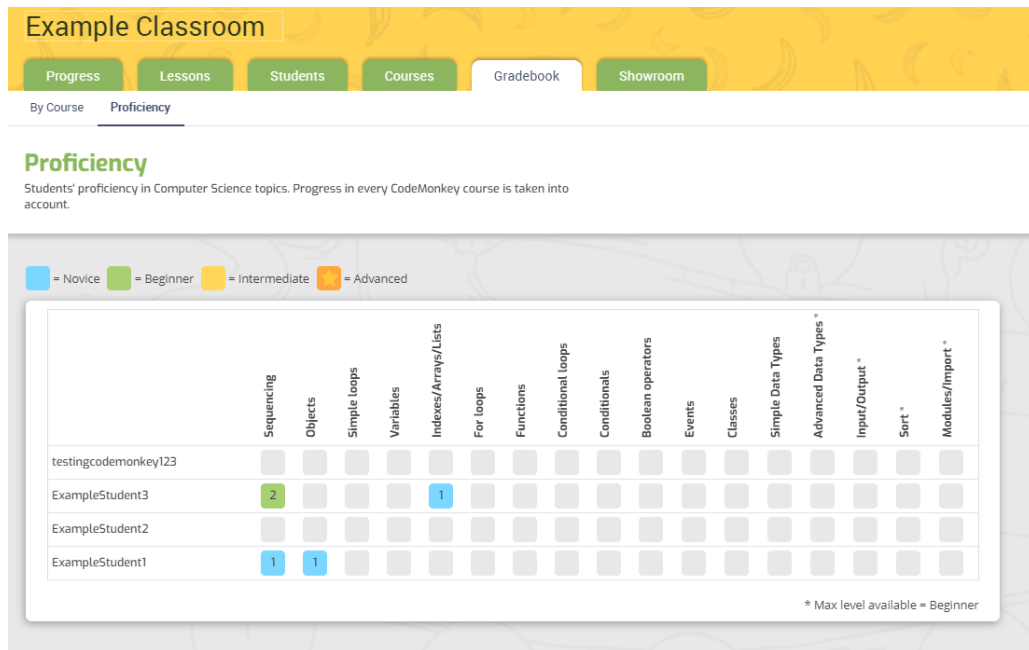 Example Classroom
Progress
Lessons
Students
Courses
Gradebook
Showroom
By Course
Proficiency
Proficiency
Students' proficiency in Computer Science topics. Progress in every CodeMonkey course is taken into
account.
= Novice
= Beginner
= Intermediate
= Advanced
Sequencing
Objects
Simple loops
Variables
Indexes/Arrays/Lists
For loops
Functions
Conditional loops
Conditionals
Boolean operators
Events
Classes
Simple Data Types
Advanced Data Types *
Input/Output *
Sort *
Modules/Import *
testingcodemonkey123
ExampleStudent3 2 1
ExampleStudent2
ExampleStudent1 1 1
* Max level available = Beginner